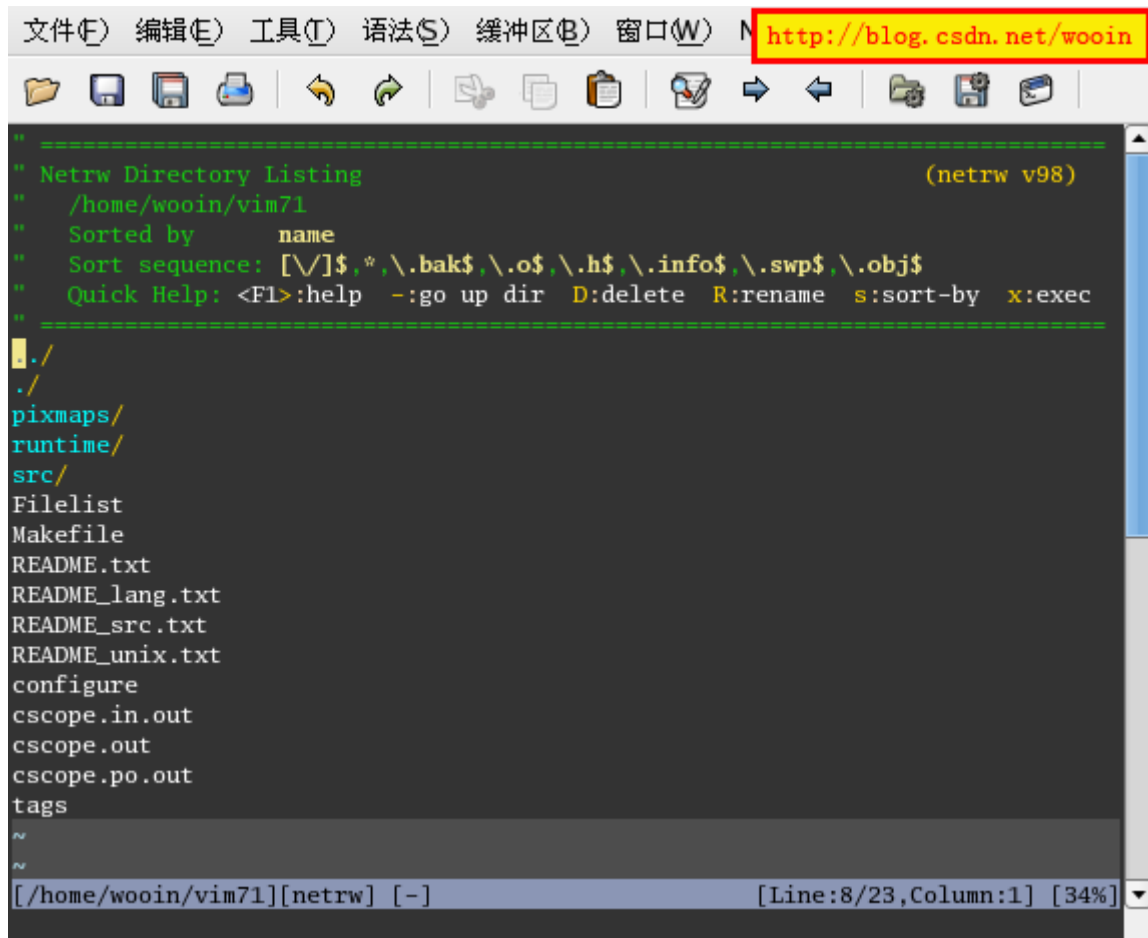 文件(F) 编辑(E) 工具(T) 语法(S) 缓冲区(B) 窗口(W)
http://blog.csdn.net/wooin
" ============================================================================
" Netrw Directory Listing (netrw v98)
" /home/wooin/vim71
" Sorted by name
" Sort sequence: [\/]$,*,\.bak$,\.o$,\.h$,\.info$,\.swp$,\.obj$
" Quick Help: <F1>:help -:go up dir D:delete R:rename s:sort-by x:exec
" ============================================================================
../
./
pixmaps/
runtime/
src/
Filelist
Makefile
README.txt
README_lang.txt
README_src.txt
README_unix.txt
configure
cscope.in.out
cscope.out
cscope.po.out
tags
~
~
[/home/wooin/vim71][netrw] [-] [Line:8/23,Column:1] [34%]